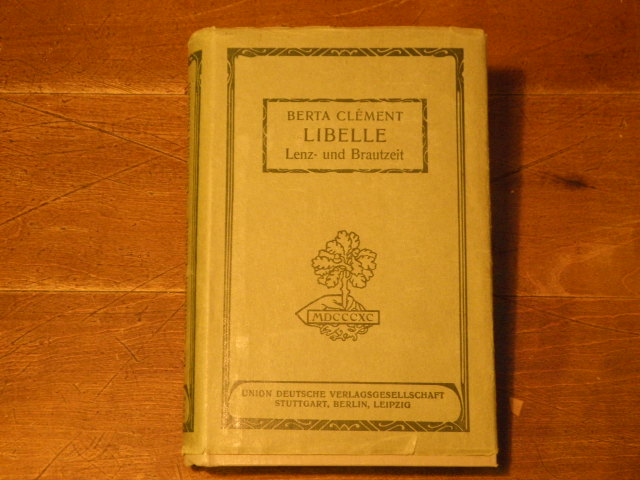 BERTA CLÉMENT
LIBELLE
Lenz- und Brautzeit
MDCCCXC
UNION DEUTSCHE VERLAGSGESELLSCHAFT
STUTTGART, BERLIN, LEIPZIG